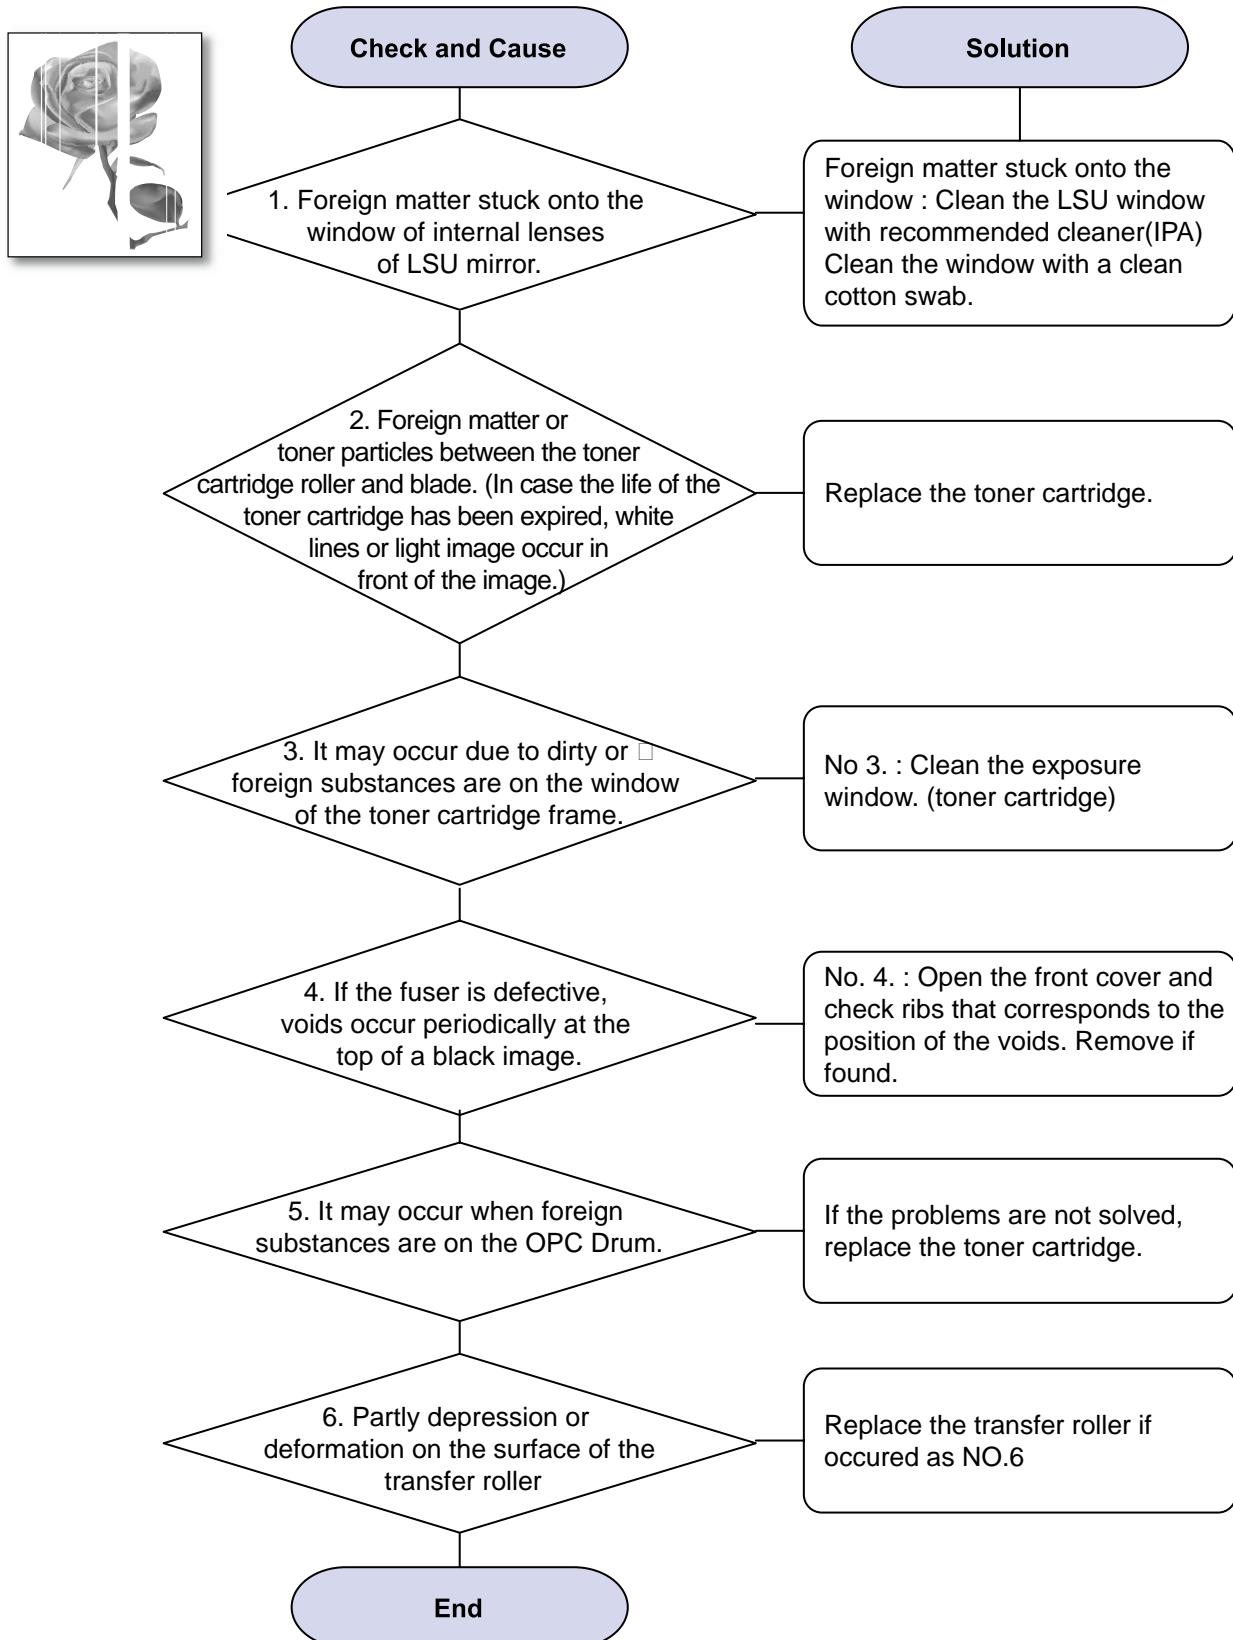 Check and Cause
Solution
1. Foreign matter stuck onto the
window of internal lenses
of LSU mirror.
Foreign matter stuck onto the
window : Clean the LSU window
with recommended cleaner(IPA)
Clean the window with a clean
cotton swab.
2. Foreign matter or
toner particles between the toner
cartridge roller and blade. (In case the life of the
toner cartridge has been expired, white
lines or light image occur in
front of the image.)
Replace the toner cartridge.
3. It may occur due to dirty or □
foreign substances are on the window
of the toner cartridge frame.
No 3. : Clean the exposure
window. (toner cartridge)
4. If the fuser is defective,
voids occur periodically at the
top of a black image.
No. 4. : Open the front cover and
check ribs that corresponds to the
position of the voids. Remove if
found.
5. It may occur when foreign
substances are on the OPC Drum.
If the problems are not solved,
replace the toner cartridge.
6. Partly depression or
deformation on the surface of the
transfer roller
Replace the transfer roller if
occured as NO.6
End